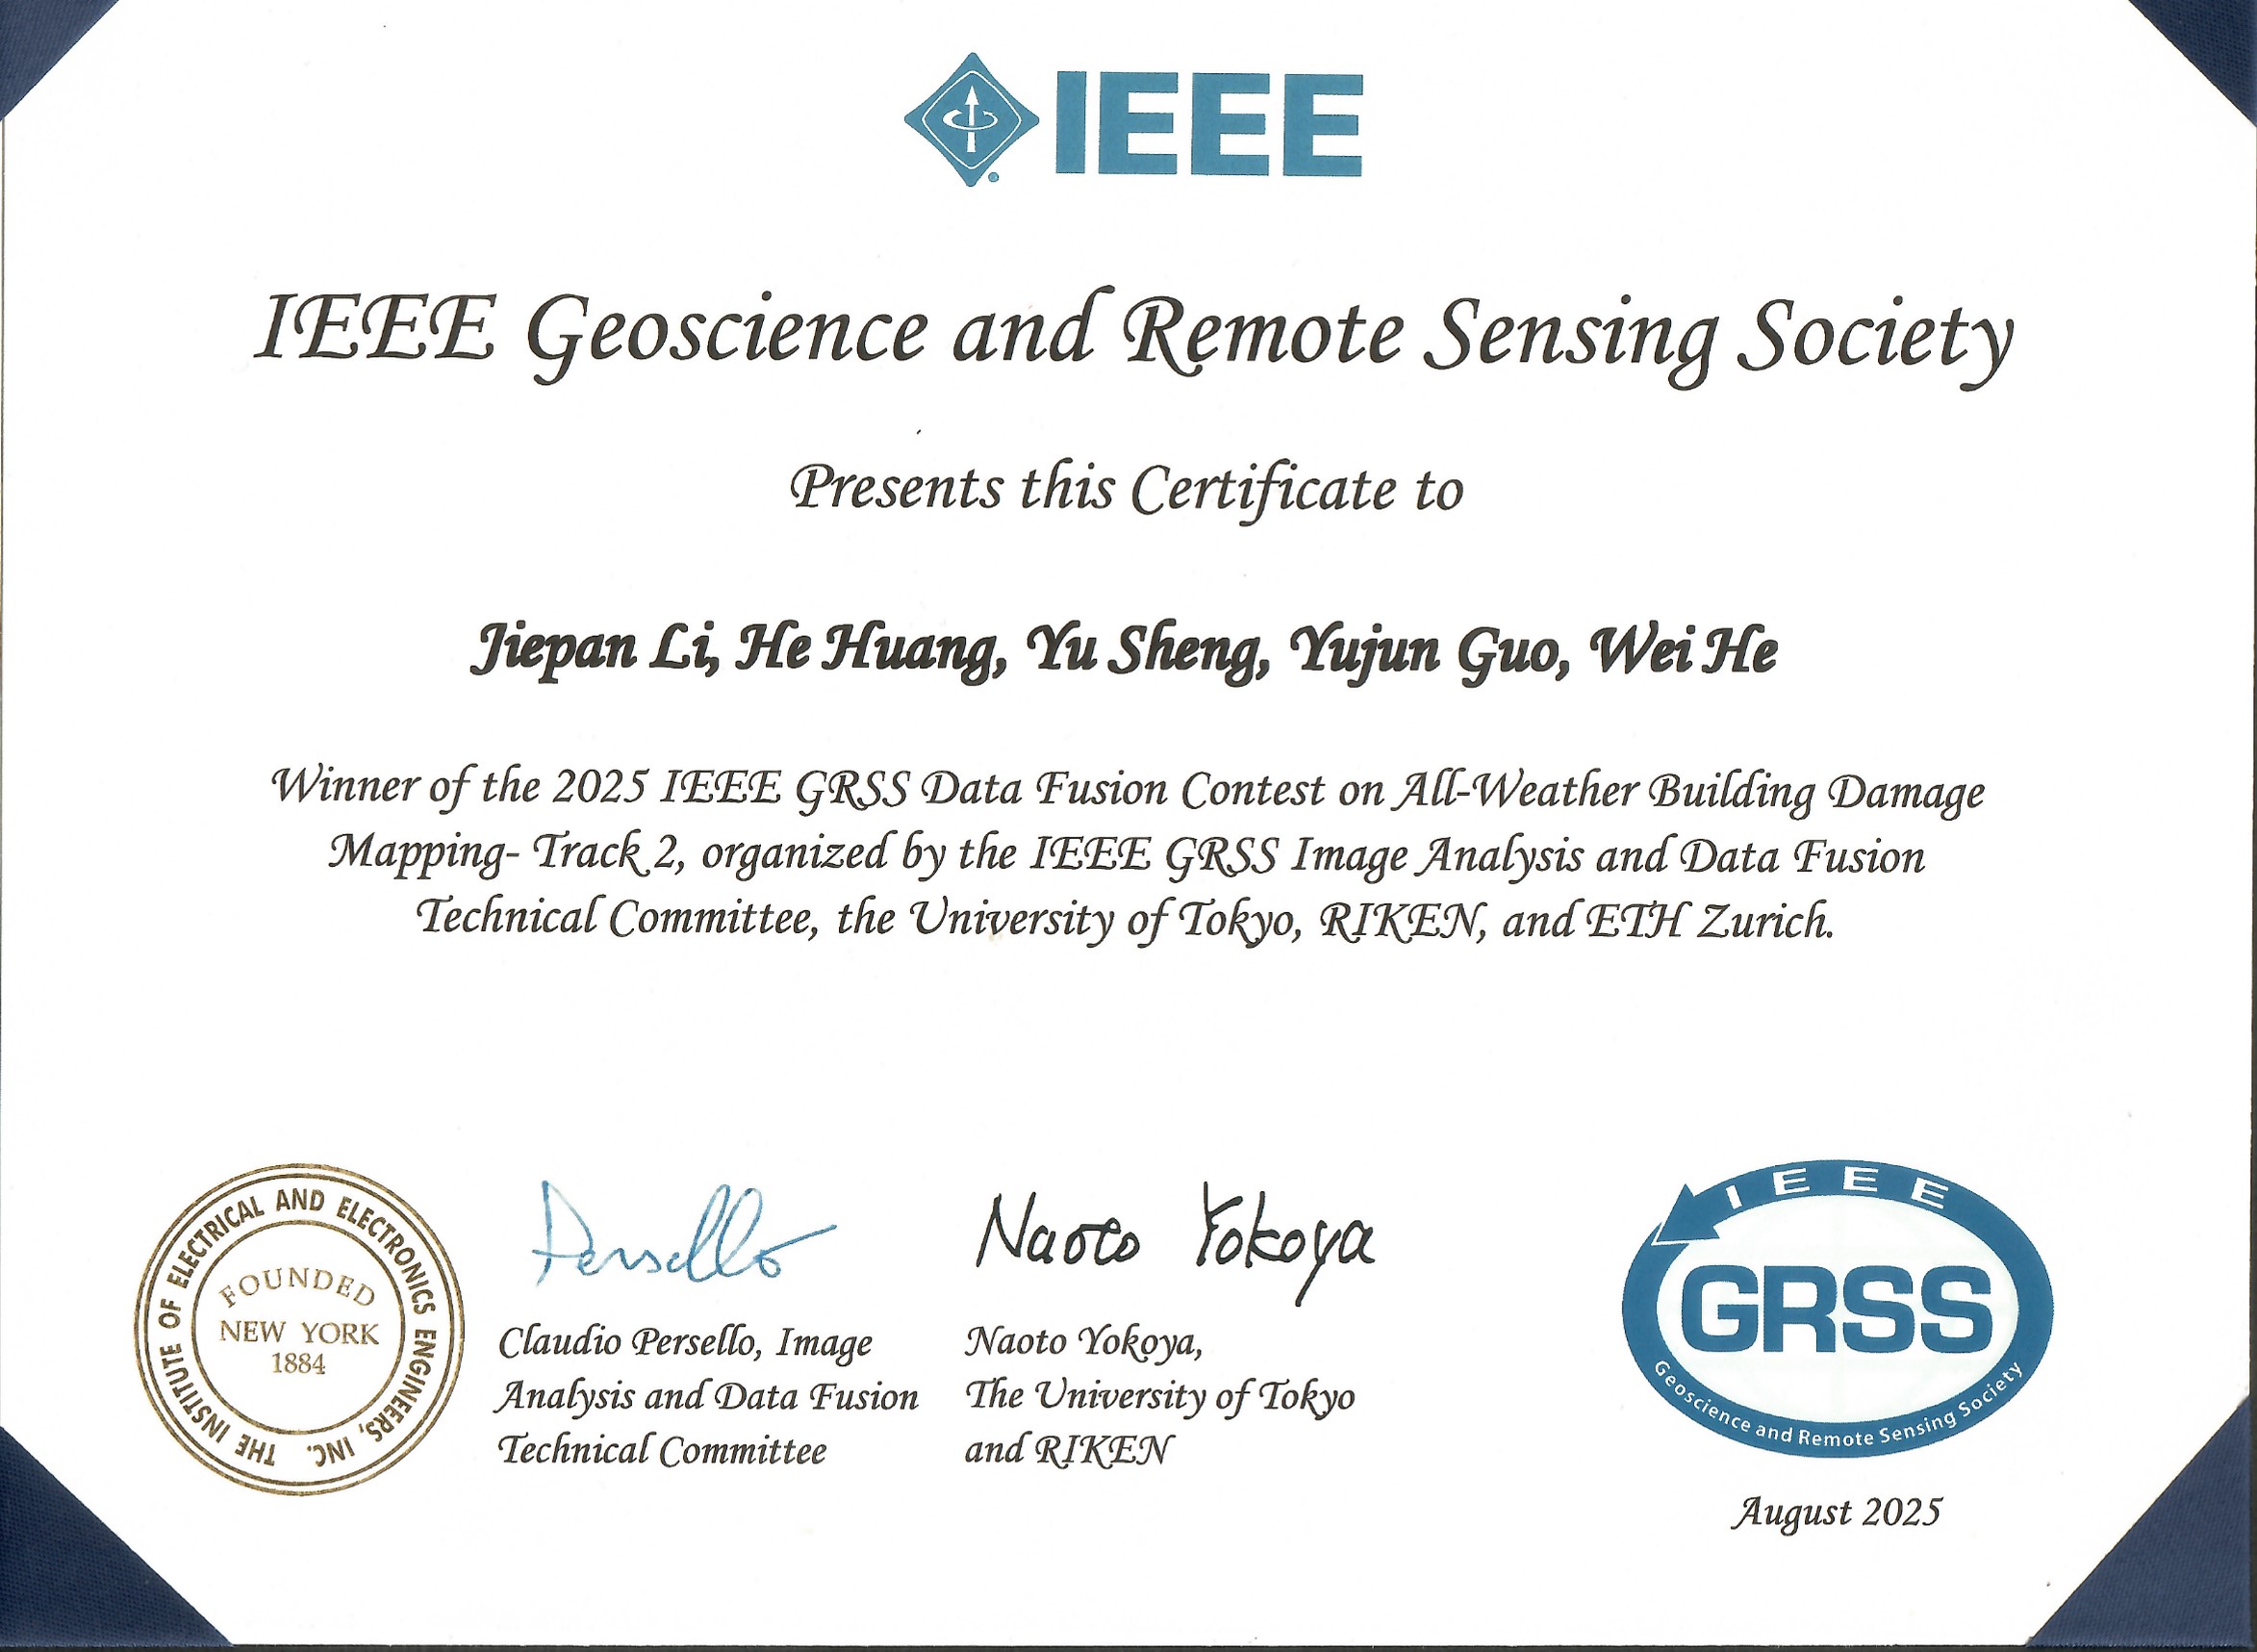 IEEE
IEEE Geoscience and Remote Sensing Society
Presents this Certificate to
Jiepan Li, He Huang, Yu Sheng, Yujun Guo, Wei He
Winner of the 2025 IEEE GRSS Data Fusion Contest on All-Weather Building Damage
Mapping- Track 2, organized by the IEEE GRSS Image Analysis and Data Fusion
Technical Committee, the University of Tokyo, RIKEN, and ETH Zurich.
THE INSTITUTE OF ELECTRICAL AND ELECTRONICS ENGINEERS, INC.
FOUNDED
NEW YORK
1884
Persello
Claudio Persello, Image
Analysis and Data Fusion
Technical Committee
Naoto Yokoya
Naoto Yokoya,
The University of Tokyo
and RIKEN
IEEE
GRSS
Geoscience and Remote Sensing Society
August 2025